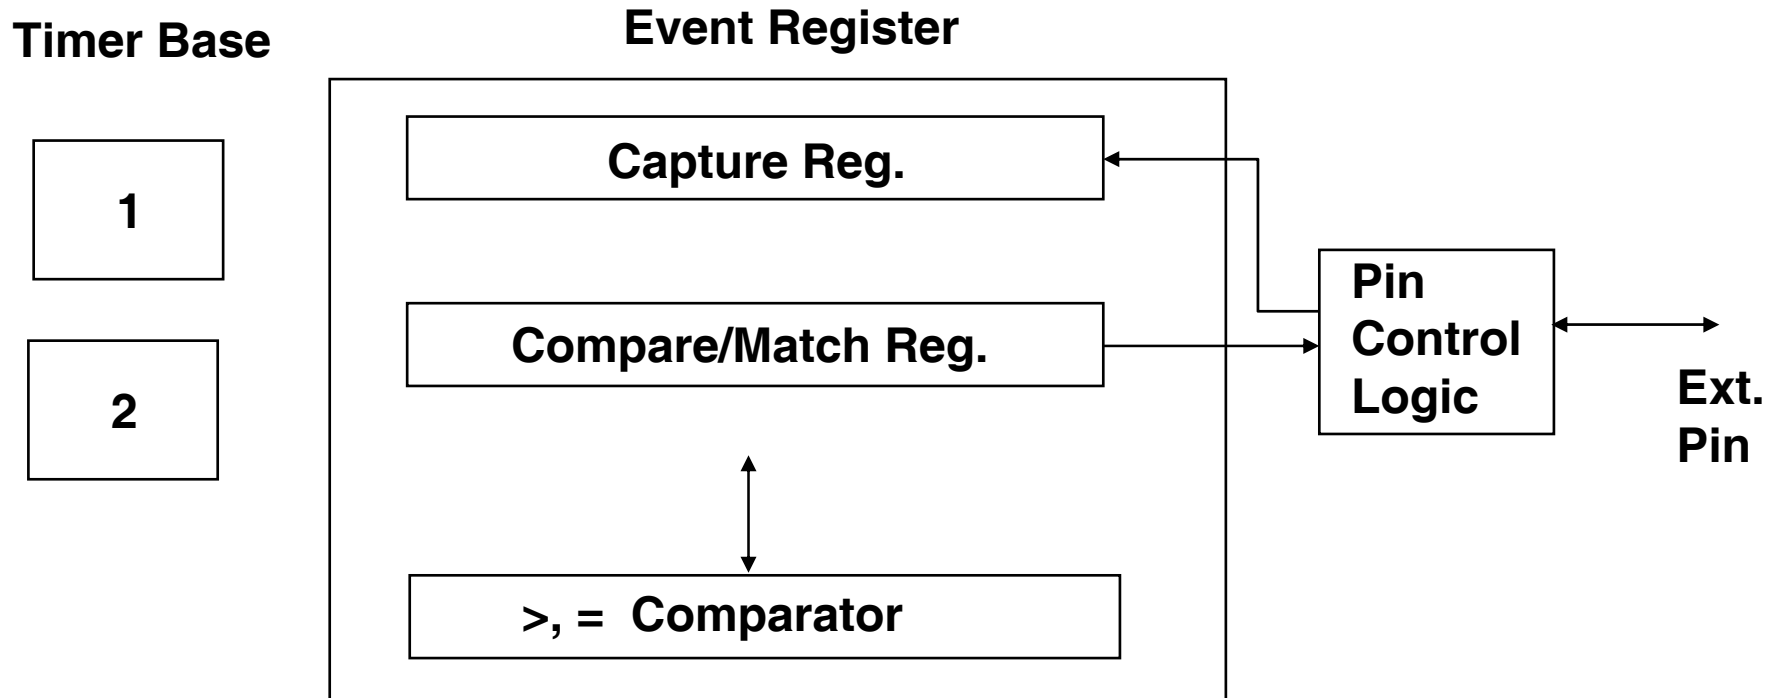 Timer Base
Event Register
1
2
Capture Reg.
Compare/Match Reg.
>, = Comparator
Pin
Control
Logic
Ext.
Pin